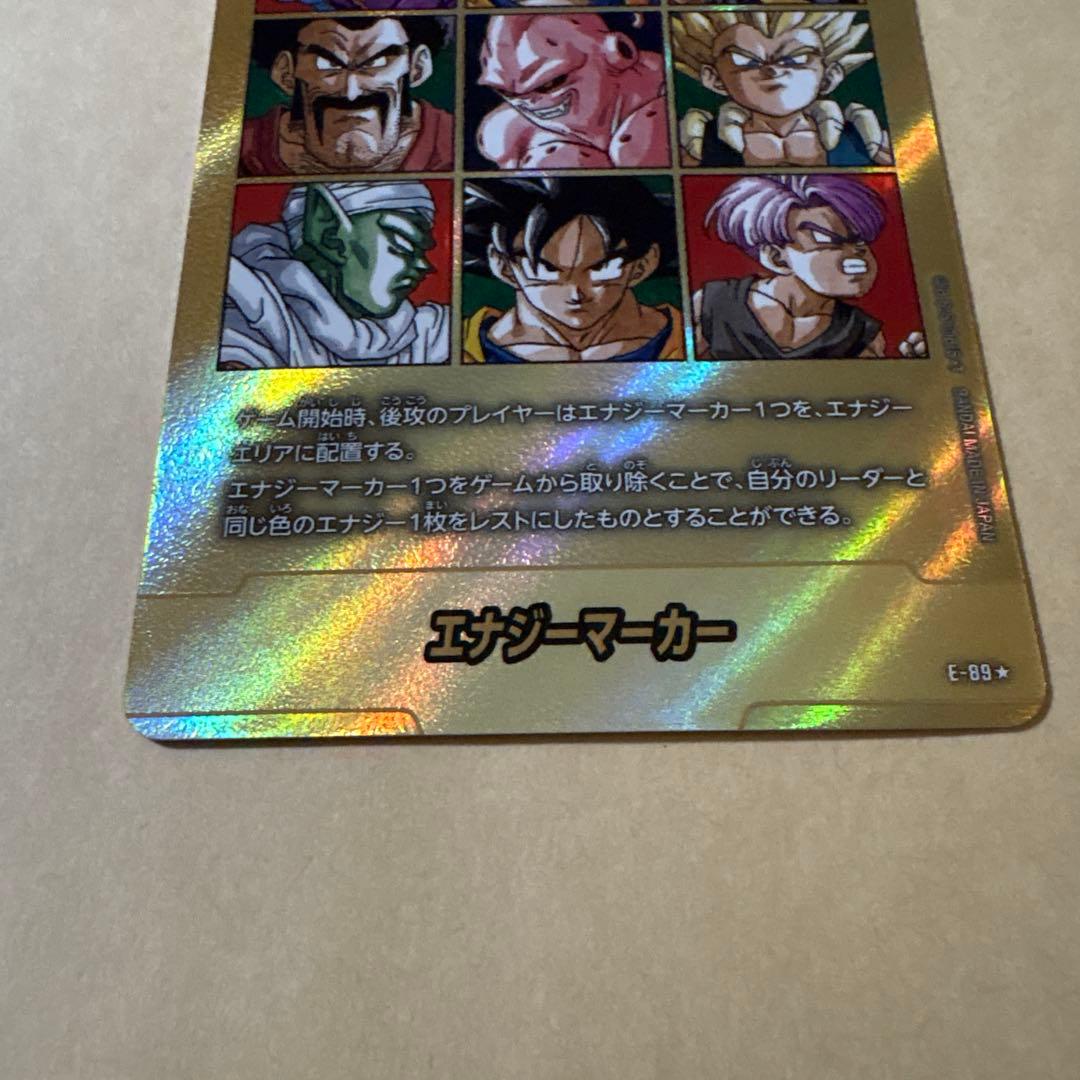 ゲーム開始時、後攻のプレイヤーはエナジーマーカー1つを、エナジー
エリアに配置する。
エナジーマーカー1つをゲームから取り除くことで、自分のリーダーと
同じ色のエナジー1枚をレストにしたものとすることができる。
BANDAI MADE IN JAPAN
エナジーマーカー
E-89★